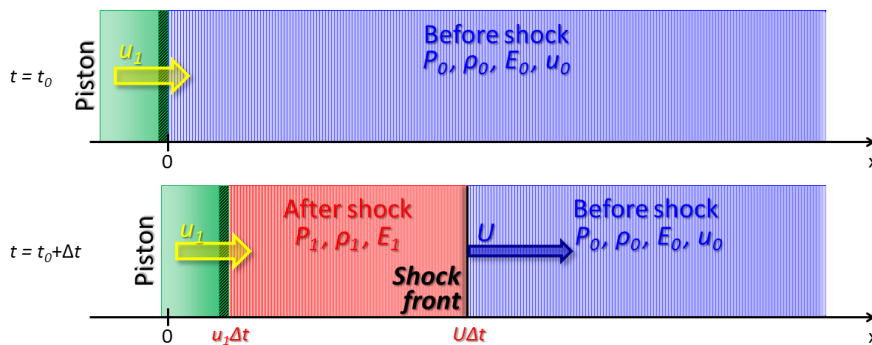 Before shock
P₀, ρ₀, E₀, u₀
u₁
Piston
t = t₀
0
x
After shock
P₁, ρ₁, E₁
Before shock
P₀, ρ₀, E₀, u₀
u₁
U
Piston
t = t₀+Δt
Shock
front
0
u₁Δt
UΔt
x